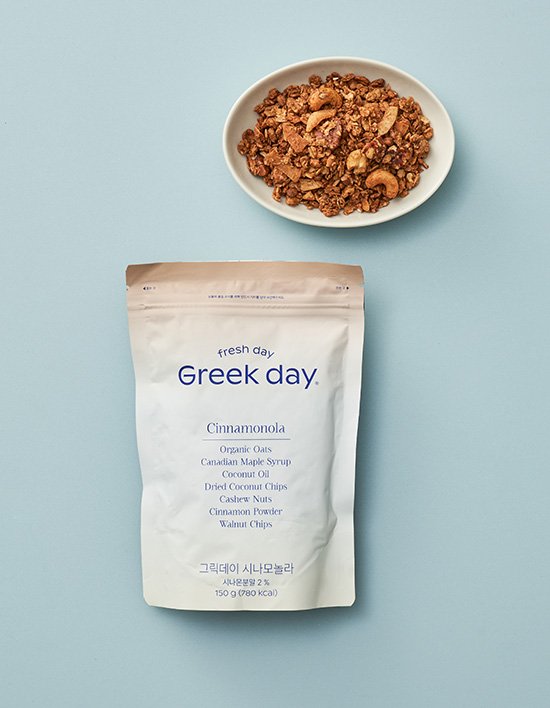 fresh day
Greek day
Cinnamonola
Organic Oats
Canadian Maple Syrup
Coconut Oil
Dried Coconut Chips
Cashew Nuts
Cinnamon Powder
Walnut Chips
그릭데이 시나모놀라
시나몬분말 2 %
150 g (780 kcal)